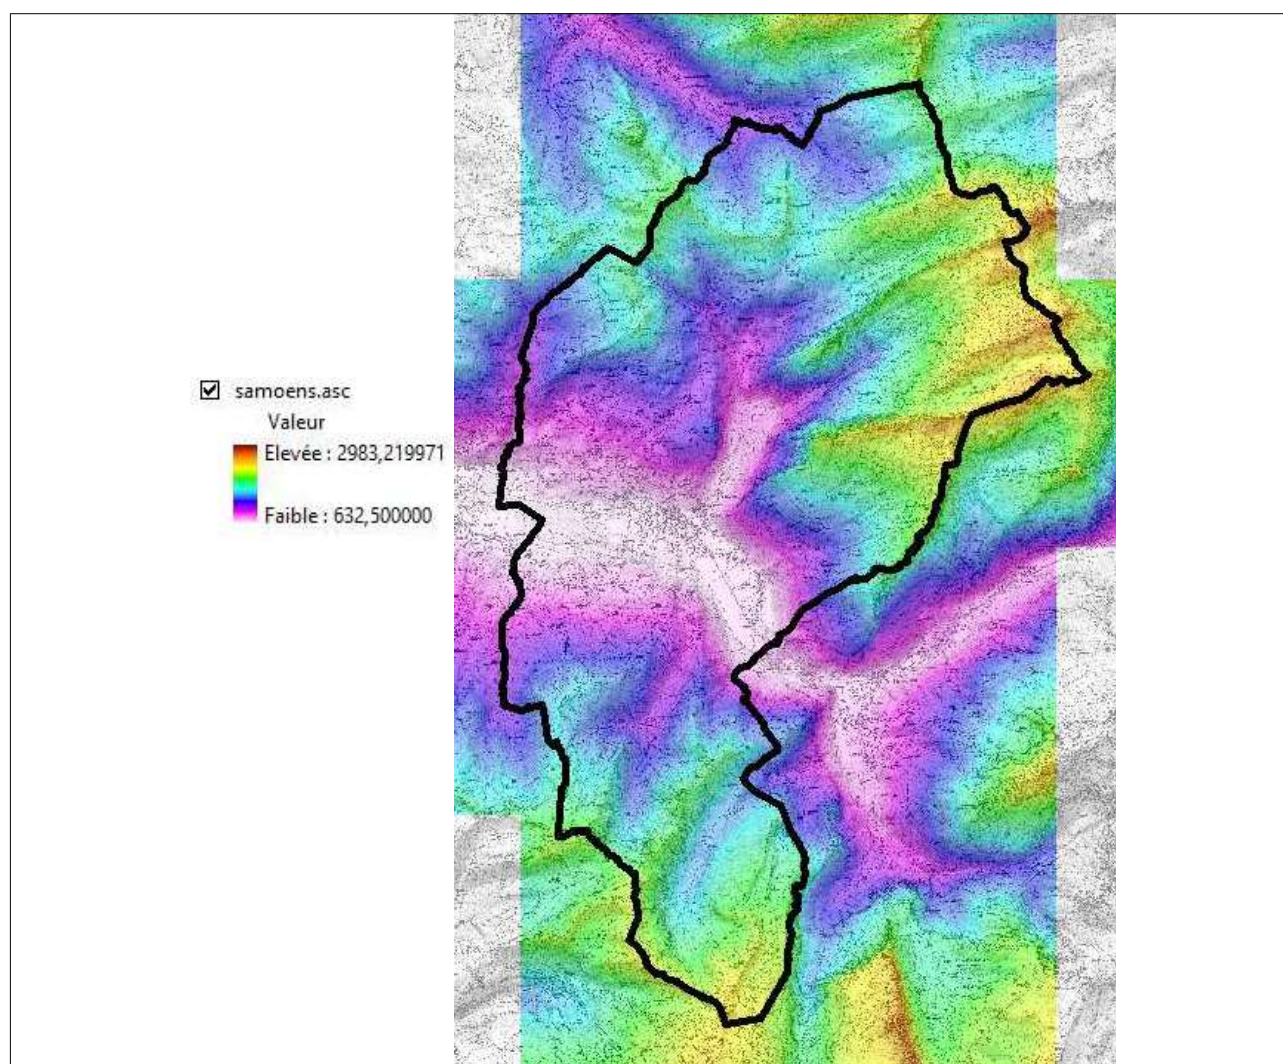 samoens.asc
Valeur
Elevée : 2983,219971
Faible : 632,500000